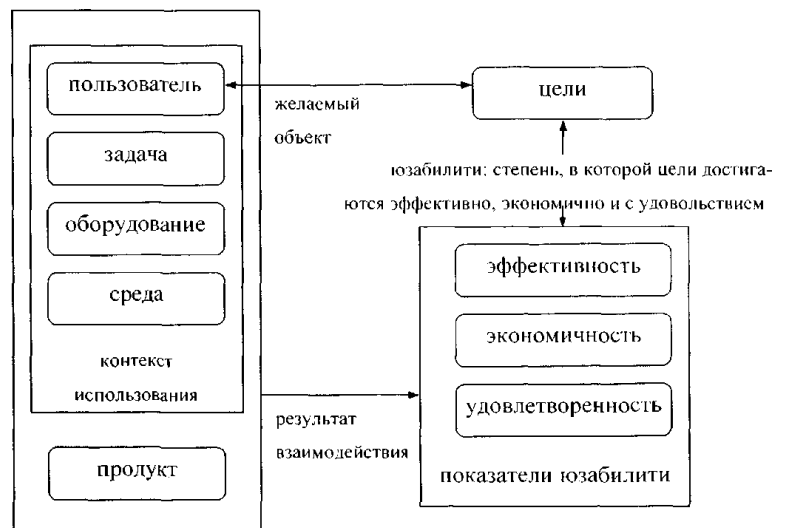 пользователь
задача
оборудование
среда
контекст
использования
продукт
желаемый
объект
цели
юзабилити: степень, в которой цели достига-
ются эффективно, экономично и с удовольствием
результат
взаимодействия
эффективность
экономичность
удовлетворенность
показатели юзабилити